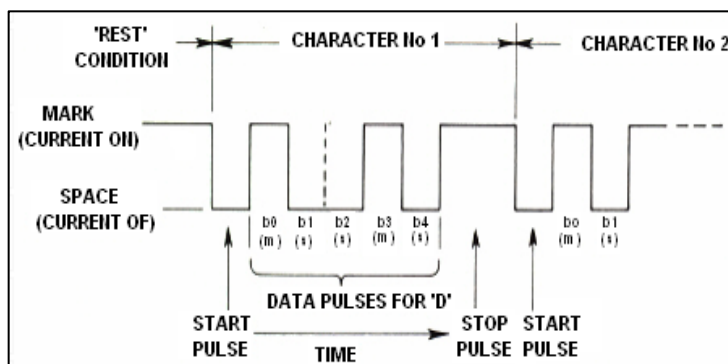 'REST'
CONDITION
CHARACTER No 1
CHARACTER No 2
MARK
(CURRENT ON)
SPACE
(CURRENT OF)
b0 b1 b2 b3 b4
(m) (s) (s) (m) (s)
bo b1
(m) (s)
DATA PULSES FOR 'D'
START
PULSE
TIME
STOP
PULSE
START
PULSE